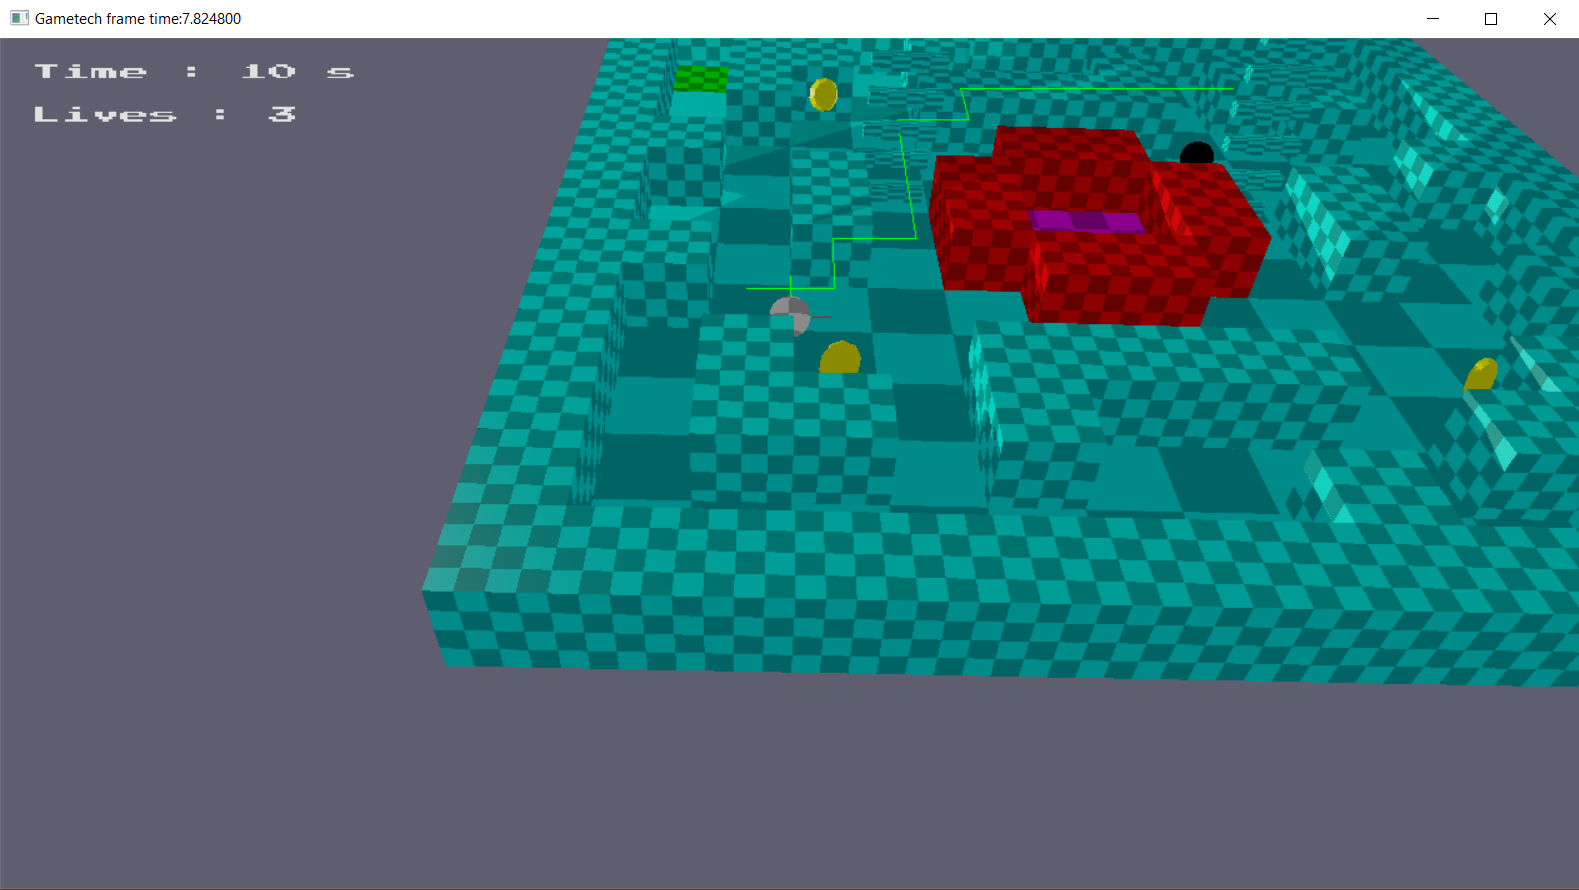 Gametech frame time:7.824800
Time : 10 s
Lives : 3